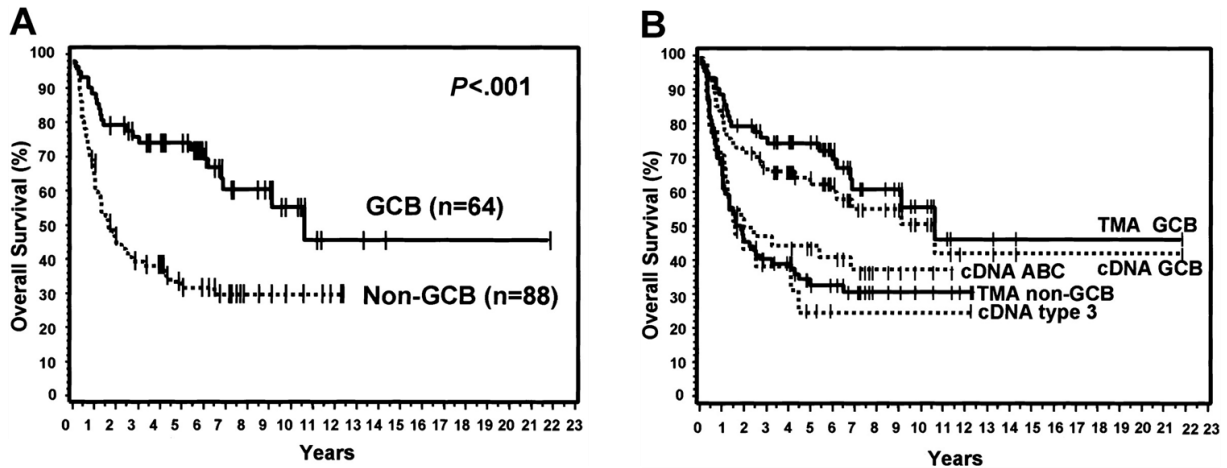 A
100
90
80
70
60
50
40
30
20
10
0
Overall Survival (%)
P<.001
GCB (n=64)
Non-GCB (n=88)
0 1 2 3 4 5 6 7 8 9 10 11 12 13 14 15 16 17 18 19 20 21 22 23
Years
B
100
90
80
70
60
50
40
30
20
10
0
Overall Survival (%)
TMA GCB
cDNA ABC
cDNA GCB
TMA non-GCB
cDNA type 3
0 1 2 3 4 5 6 7 8 9 10 11 12 13 14 15 16 17 18 19 20 21 22 23
Years